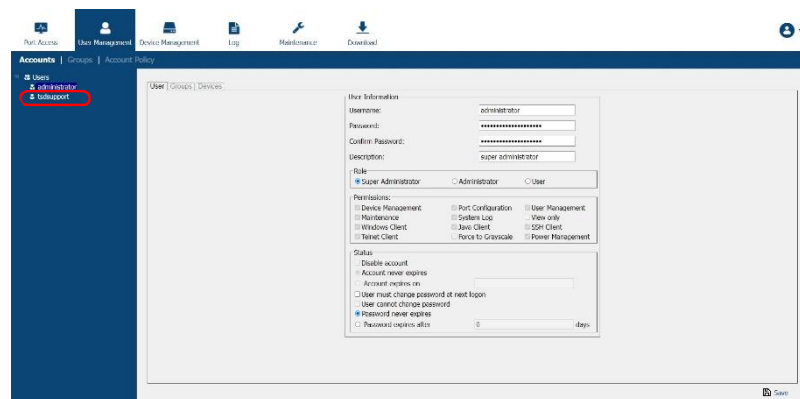 Port Access User Management Device Management Log Maintenance Download
Accounts | Groups | Account Policy
Users
administrator
tsdsupport
User | Groups | Devices
User Information
Username: administrator
Password: ••••••••••••••••••••
Confirm Password: ••••••••••••••••••••
Description: super administrator
Role
Super Administrator Administrator User
Permissions:
Device Management Port Configuration User Management
Maintenance System Log View only
Windows Client Java Client SSH Client
Telnet Client Force to Grayscale Power Management
Status
Disable account
Account never expires
Account expires on
User must change password at next logon
User cannot change password
Password never expires
Password expires after 0 days
Save